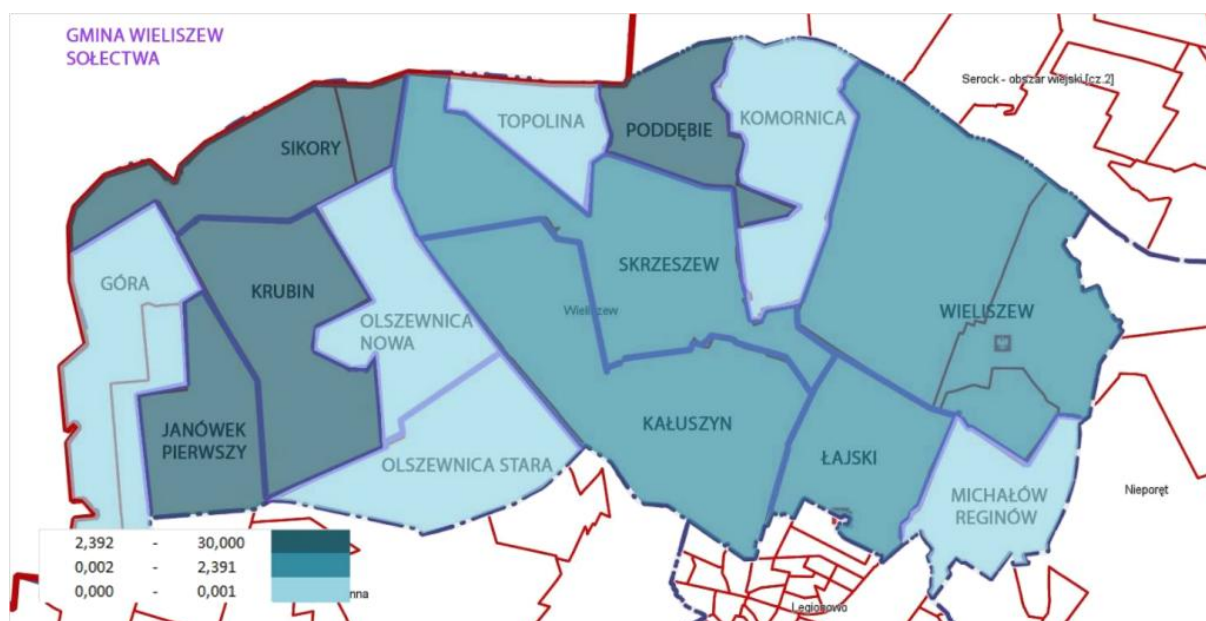 GMINA WIELISZEW
SOŁECTWA
Serock - obszar wiejski [cz.2]
TOPOLINA
PODDĘBIE
KOMORNICA
SIKORY
GÓRA
KRUBIN
SKRZESZEW
Wieliszew
WIELISZEW
OLSZEWNICA
NOWA
JANÓWEK
PIERWSZY
KAŁUSZYN
ŁAJSKI
OLSZEWNICA STARA
MICHAŁÓW
REGINÓW
Nieporęt
2,392 - 30,000
0,002 - 2,391
0,000 - 0,001
nna
Legionowo